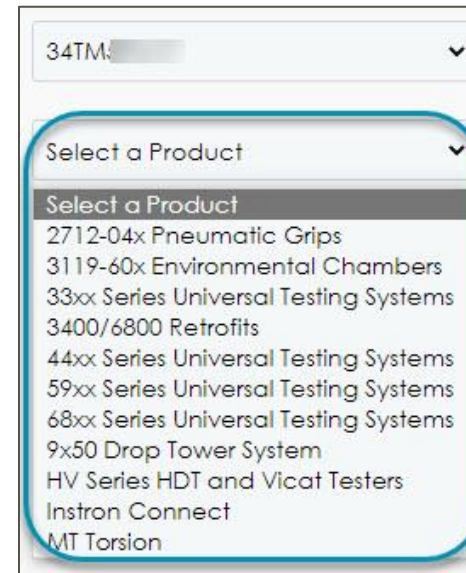 34TM
Select a Product
Select a Product
2712-04x Pneumatic Grips
3119-60x Environmental Chambers
33xx Series Universal Testing Systems
3400/6800 Retrofits
44xx Series Universal Testing Systems
59xx Series Universal Testing Systems
68xx Series Universal Testing Systems
9x50 Drop Tower System
HV Series HDT and Vicat Testers
Instron Connect
MT Torsion